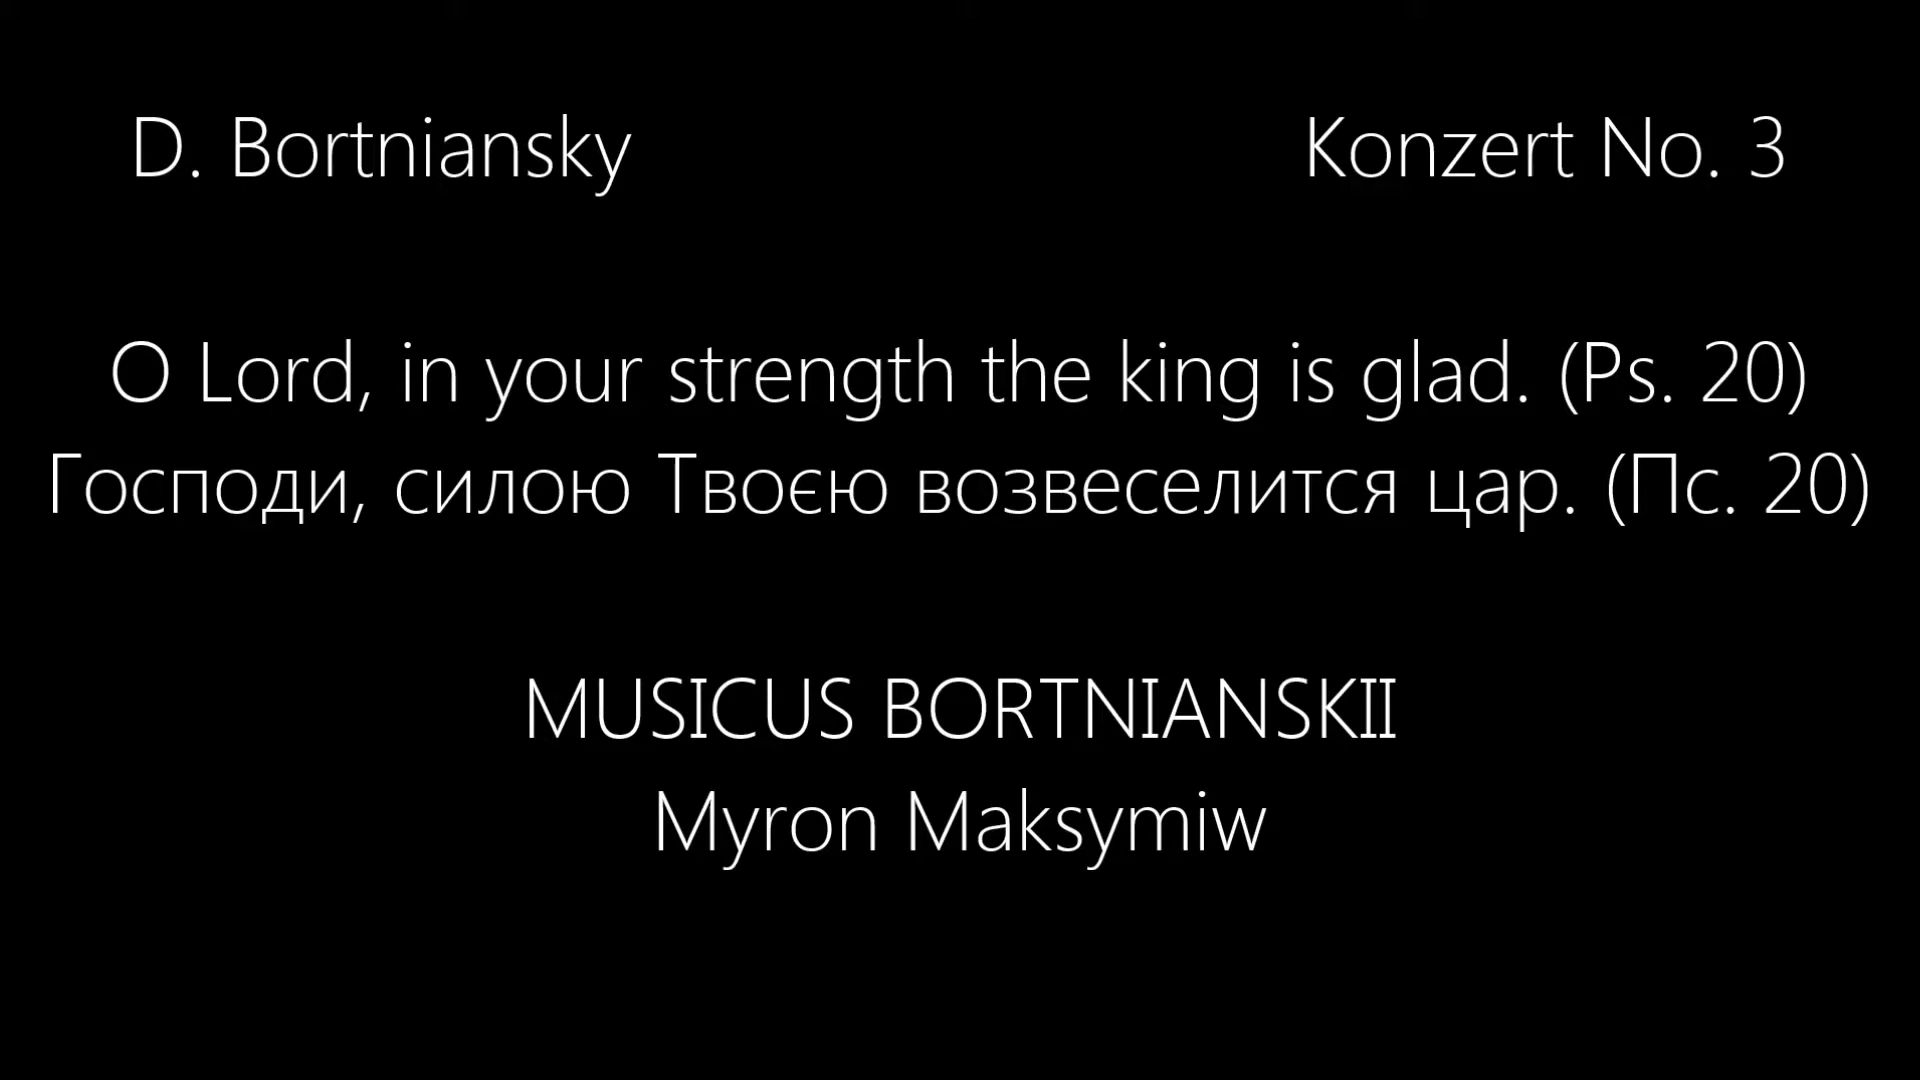 D. Bortniansky Konzert No. 3
O Lord, in your strength the king is glad. (Ps. 20)
Господи, силою Твоєю возвеселится цар. (Пс. 20)
MUSICUS BORTNIANSKII
Myron Maksymiw